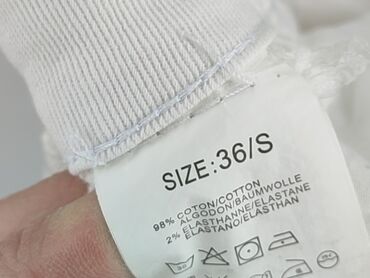 SIZE:36/S
98% COTON/COTTON
ALGODON/BAUMWOLLE
2% ELASTHANNE/ELASTANE
ELASTANO/ELASTHAN